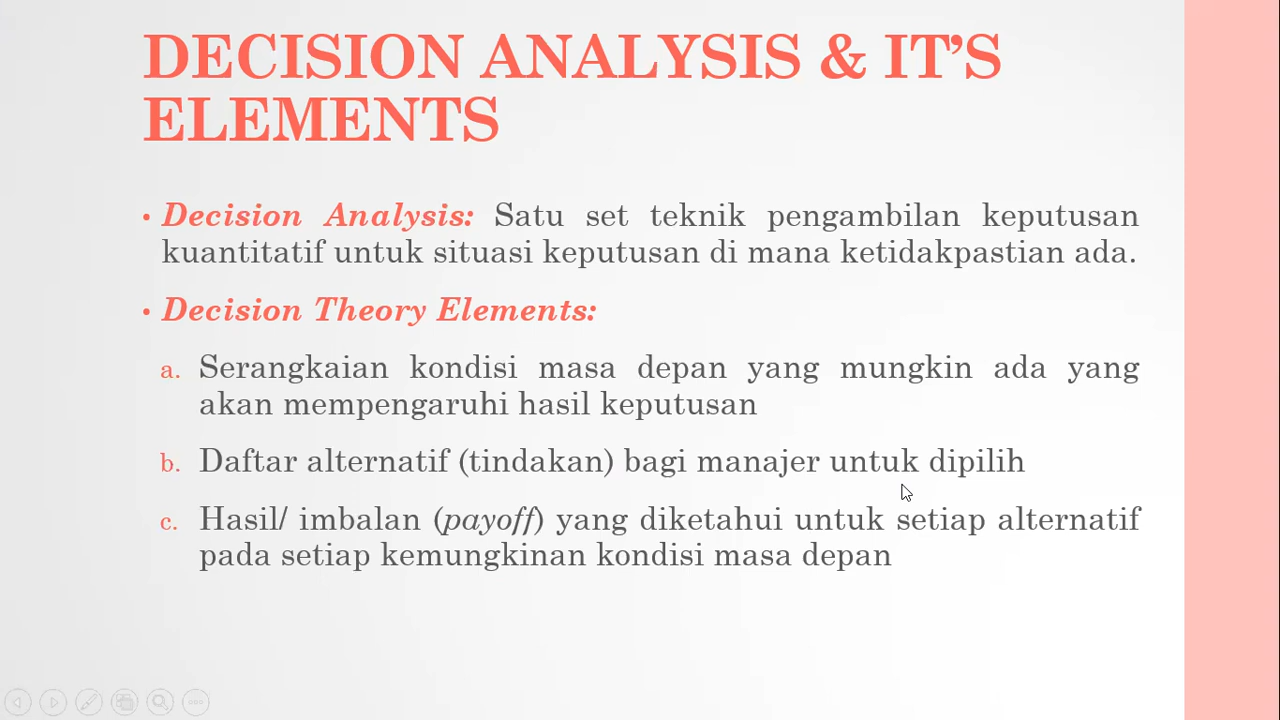 DECISION ANALYSIS & IT’S
ELEMENTS
• Decision Analysis: Satu set teknik pengambilan keputusan
kuantitatif untuk situasi keputusan di mana ketidakpastian ada.
• Decision Theory Elements:
a. Serangkaian kondisi masa depan yang mungkin ada yang
akan mempengaruhi hasil keputusan
b. Daftar alternatif (tindakan) bagi manajer untuk dipilih
c. Hasil/ imbalan (payoff) yang diketahui untuk setiap alternatif
pada setiap kemungkinan kondisi masa depan